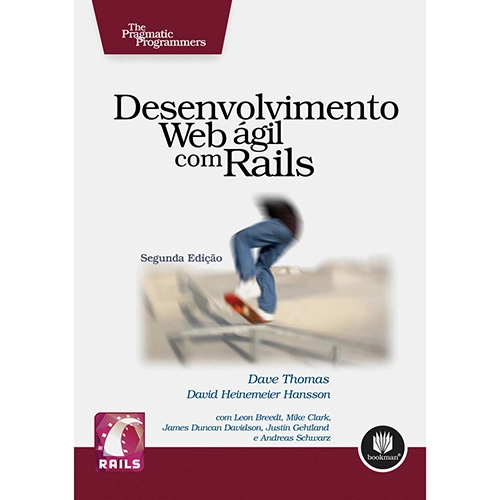 The
Pragmatic
Programmers
Desenvolvimento
Web ágil
com Rails
Segunda Edição
Dave Thomas
David Heinemeier Hansson
com Leon Breedt, Mike Clark,
James Duncan Davidson, Justin Gehtland
e Andreas Schwarz
RAILS
bookman®